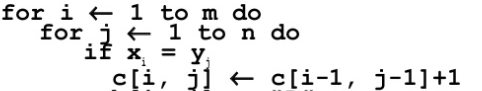 for i ← 1 to m do
for j ← 1 to n do
if xᵢ = yⱼ
c[i, j] ← c[i-1, j-1]+1